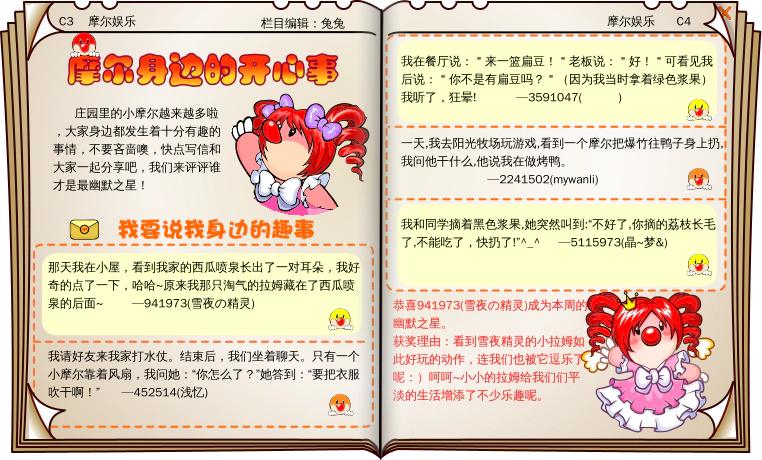 C3 摩尔娱乐 栏目编辑：兔兔
摩尔身边的开心事
庄园里的小摩尔越来越多啦
，大家身边都发生着十分有趣的
事情，不要吝啬噢，快点写信和
大家一起分享吧，我们来评评谁
才是最幽默之星！
我要说我身边的趣事
那天我在小屋，看到我家的西瓜喷泉长出了一对耳朵，我好
奇的点了一下，哈哈~原来我那只淘气的拉姆藏在了西瓜喷
泉的后面~ —941973(雪夜の精灵)
我请好友来我家打水仗。结束后，我们坐着聊天。只有一个
小摩尔靠着风扇，我问她：“你怎么了？”她答到：“要把衣服
吹干啊！” —452514(浅忆)
摩尔娱乐 C4
我在餐厅说："来一篮扁豆！"老板说："好！"可看见我
后说："你不是有扁豆吗？"（因为我当时拿着绿色浆果）
我听了，狂晕! —3591047( )
一天,我去阳光牧场玩游戏,看到一个摩尔把爆竹往鸭子身上扔,
我问他干什么,他说我在做烤鸭。
—2241502(mywanli)
我和同学摘着黑色浆果,她突然叫到:“不好了,你摘的荔枝长毛
了,不能吃了，快扔了!”^_^ —5115973(晶~梦&)
恭喜941973(雪夜の精灵)成为本周的
幽默之星。
获奖理由：看到雪夜精灵的小拉姆如
此好玩的动作，连我们也被它逗乐了
呢：）呵呵~小小的拉姆给我们们平
淡的生活增添了不少乐趣呢。